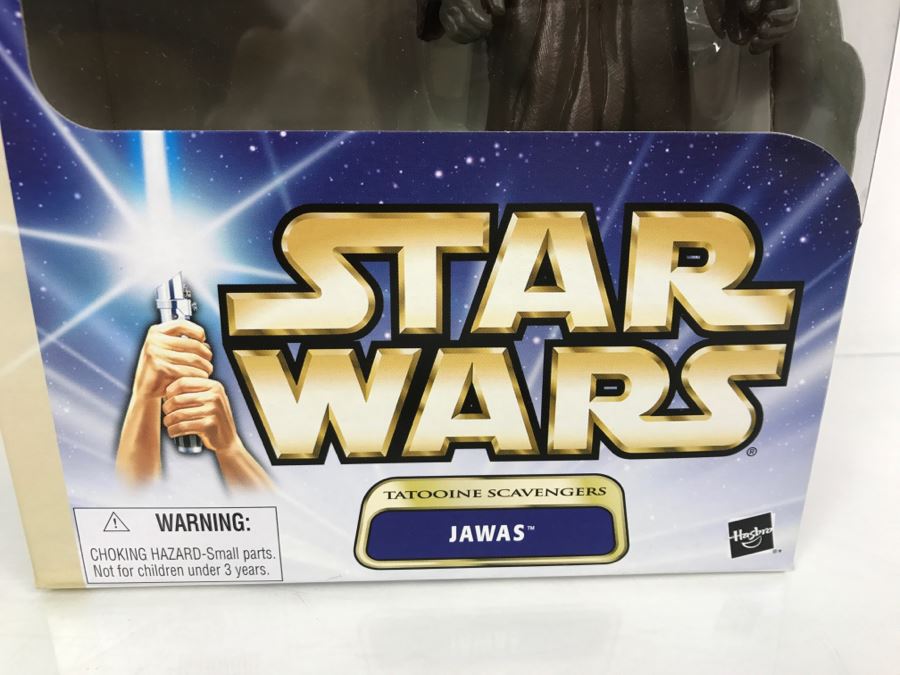 STAR
WARS®
TATOOINE SCAVENGERS
JAWAS™
⚠ WARNING:
CHOKING HAZARD-Small parts.
Not for children under 3 years.
Hasbro